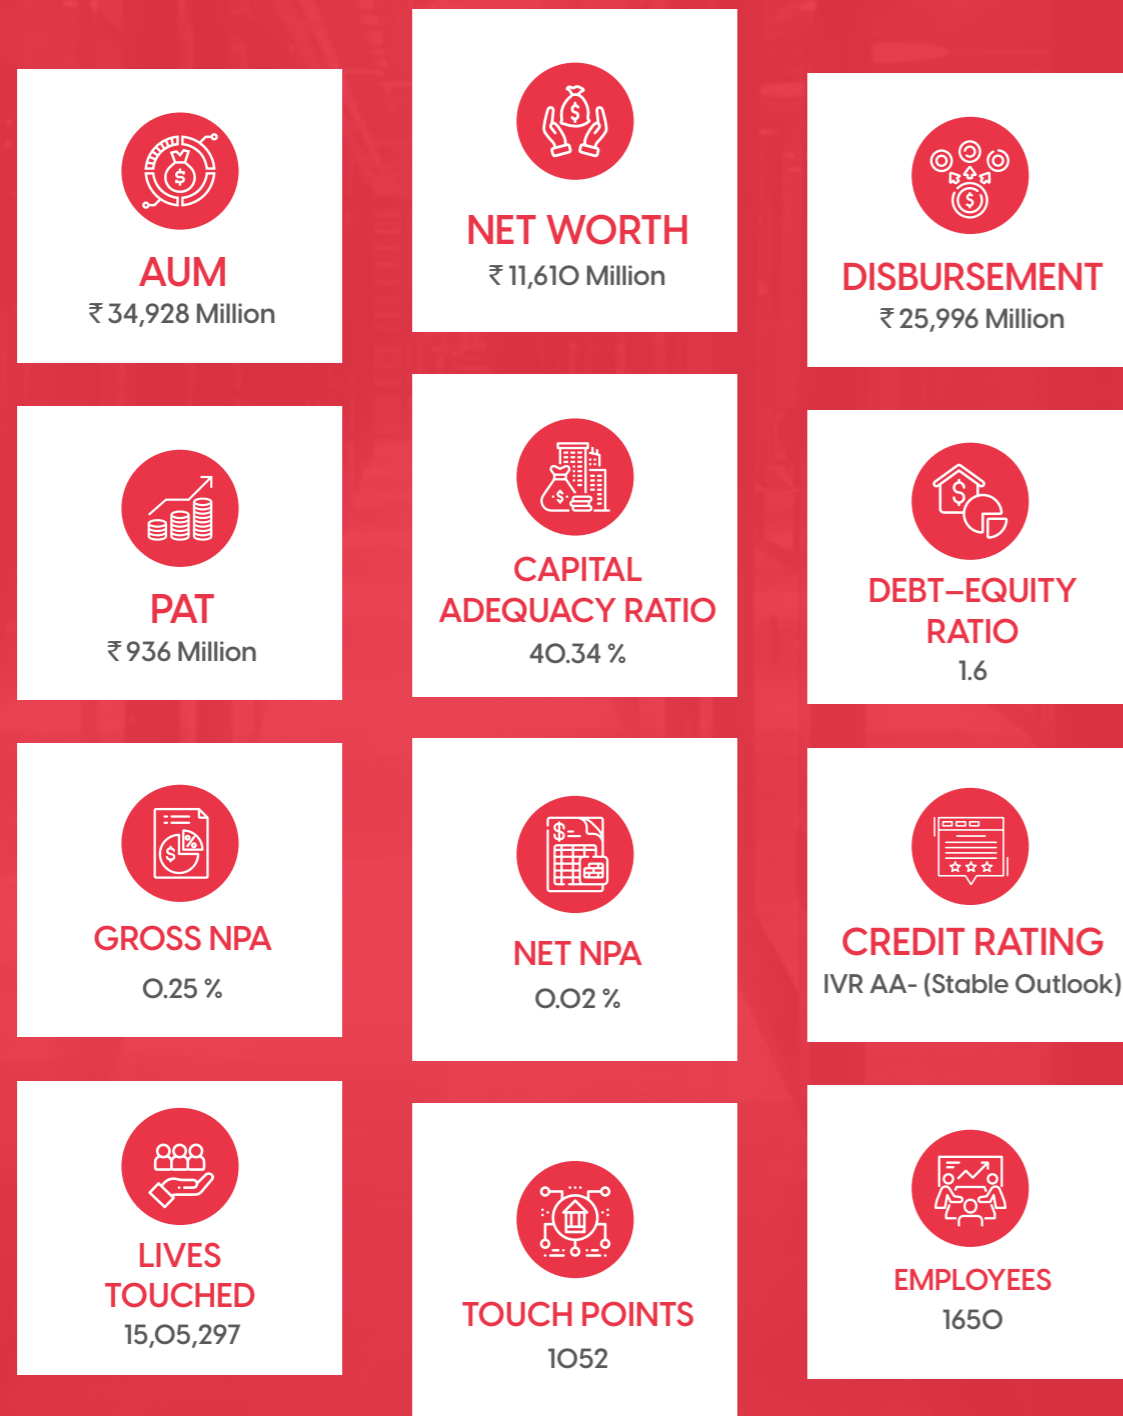 AUM
₹ 34,928 Million
NET WORTH
₹ 11,610 Million
DISBURSEMENT
₹ 25,996 Million
PAT
₹ 936 Million
CAPITAL
ADEQUACY RATIO
40.34 %
DEBT–EQUITY
RATIO
1.6
GROSS NPA
0.25 %
NET NPA
0.02 %
CREDIT RATING
IVR AA- (Stable Outlook)
LIVES
TOUCHED
15,05,297
TOUCH POINTS
1052
EMPLOYEES
1650